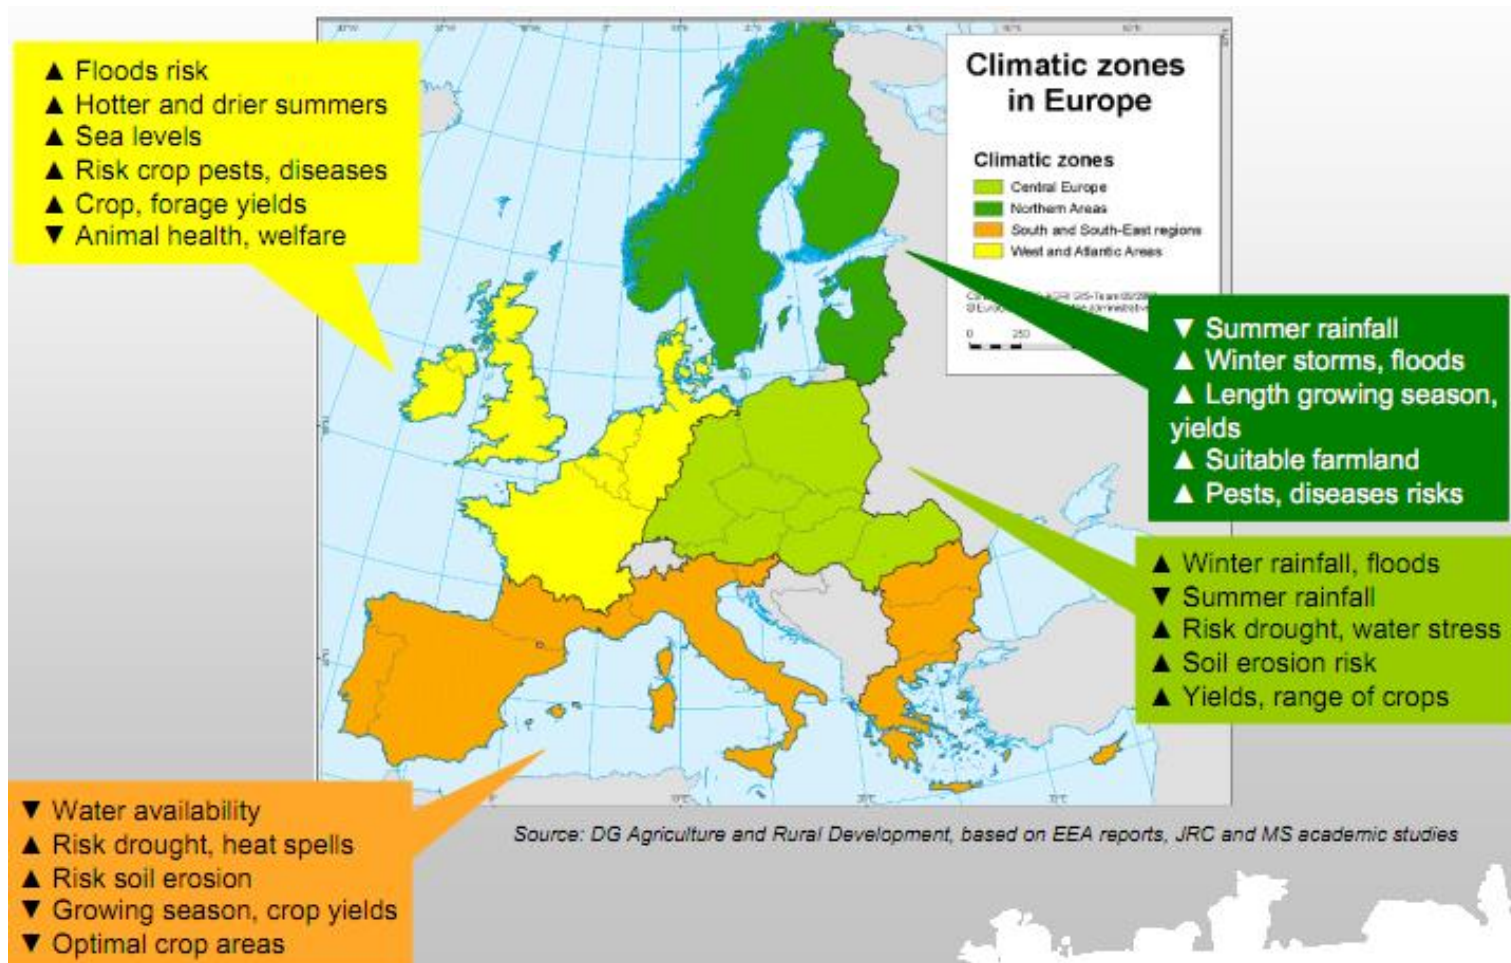 ▲ Floods risk
▲ Hotter and drier summers
▲ Sea levels
▲ Risk crop pests, diseases
▲ Crop, forage yields
▼ Animal health, welfare
Climatic zones
in Europe
Climatic zones
Central Europe
Northern Areas
South and South-East regions
West and Atlantic Areas
0 250
▼ Summer rainfall
▲ Winter storms, floods
▲ Length growing season,
yields
▲ Suitable farmland
▲ Pests, diseases risks
▲ Winter rainfall, floods
▼ Summer rainfall
▲ Risk drought, water stress
▲ Soil erosion risk
▲ Yields, range of crops
▼ Water availability
▲ Risk drought, heat spells
▲ Risk soil erosion
▼ Growing season, crop yields
▼ Optimal crop areas
Source: DG Agriculture and Rural Development, based on EEA reports, JRC and MS academic studies